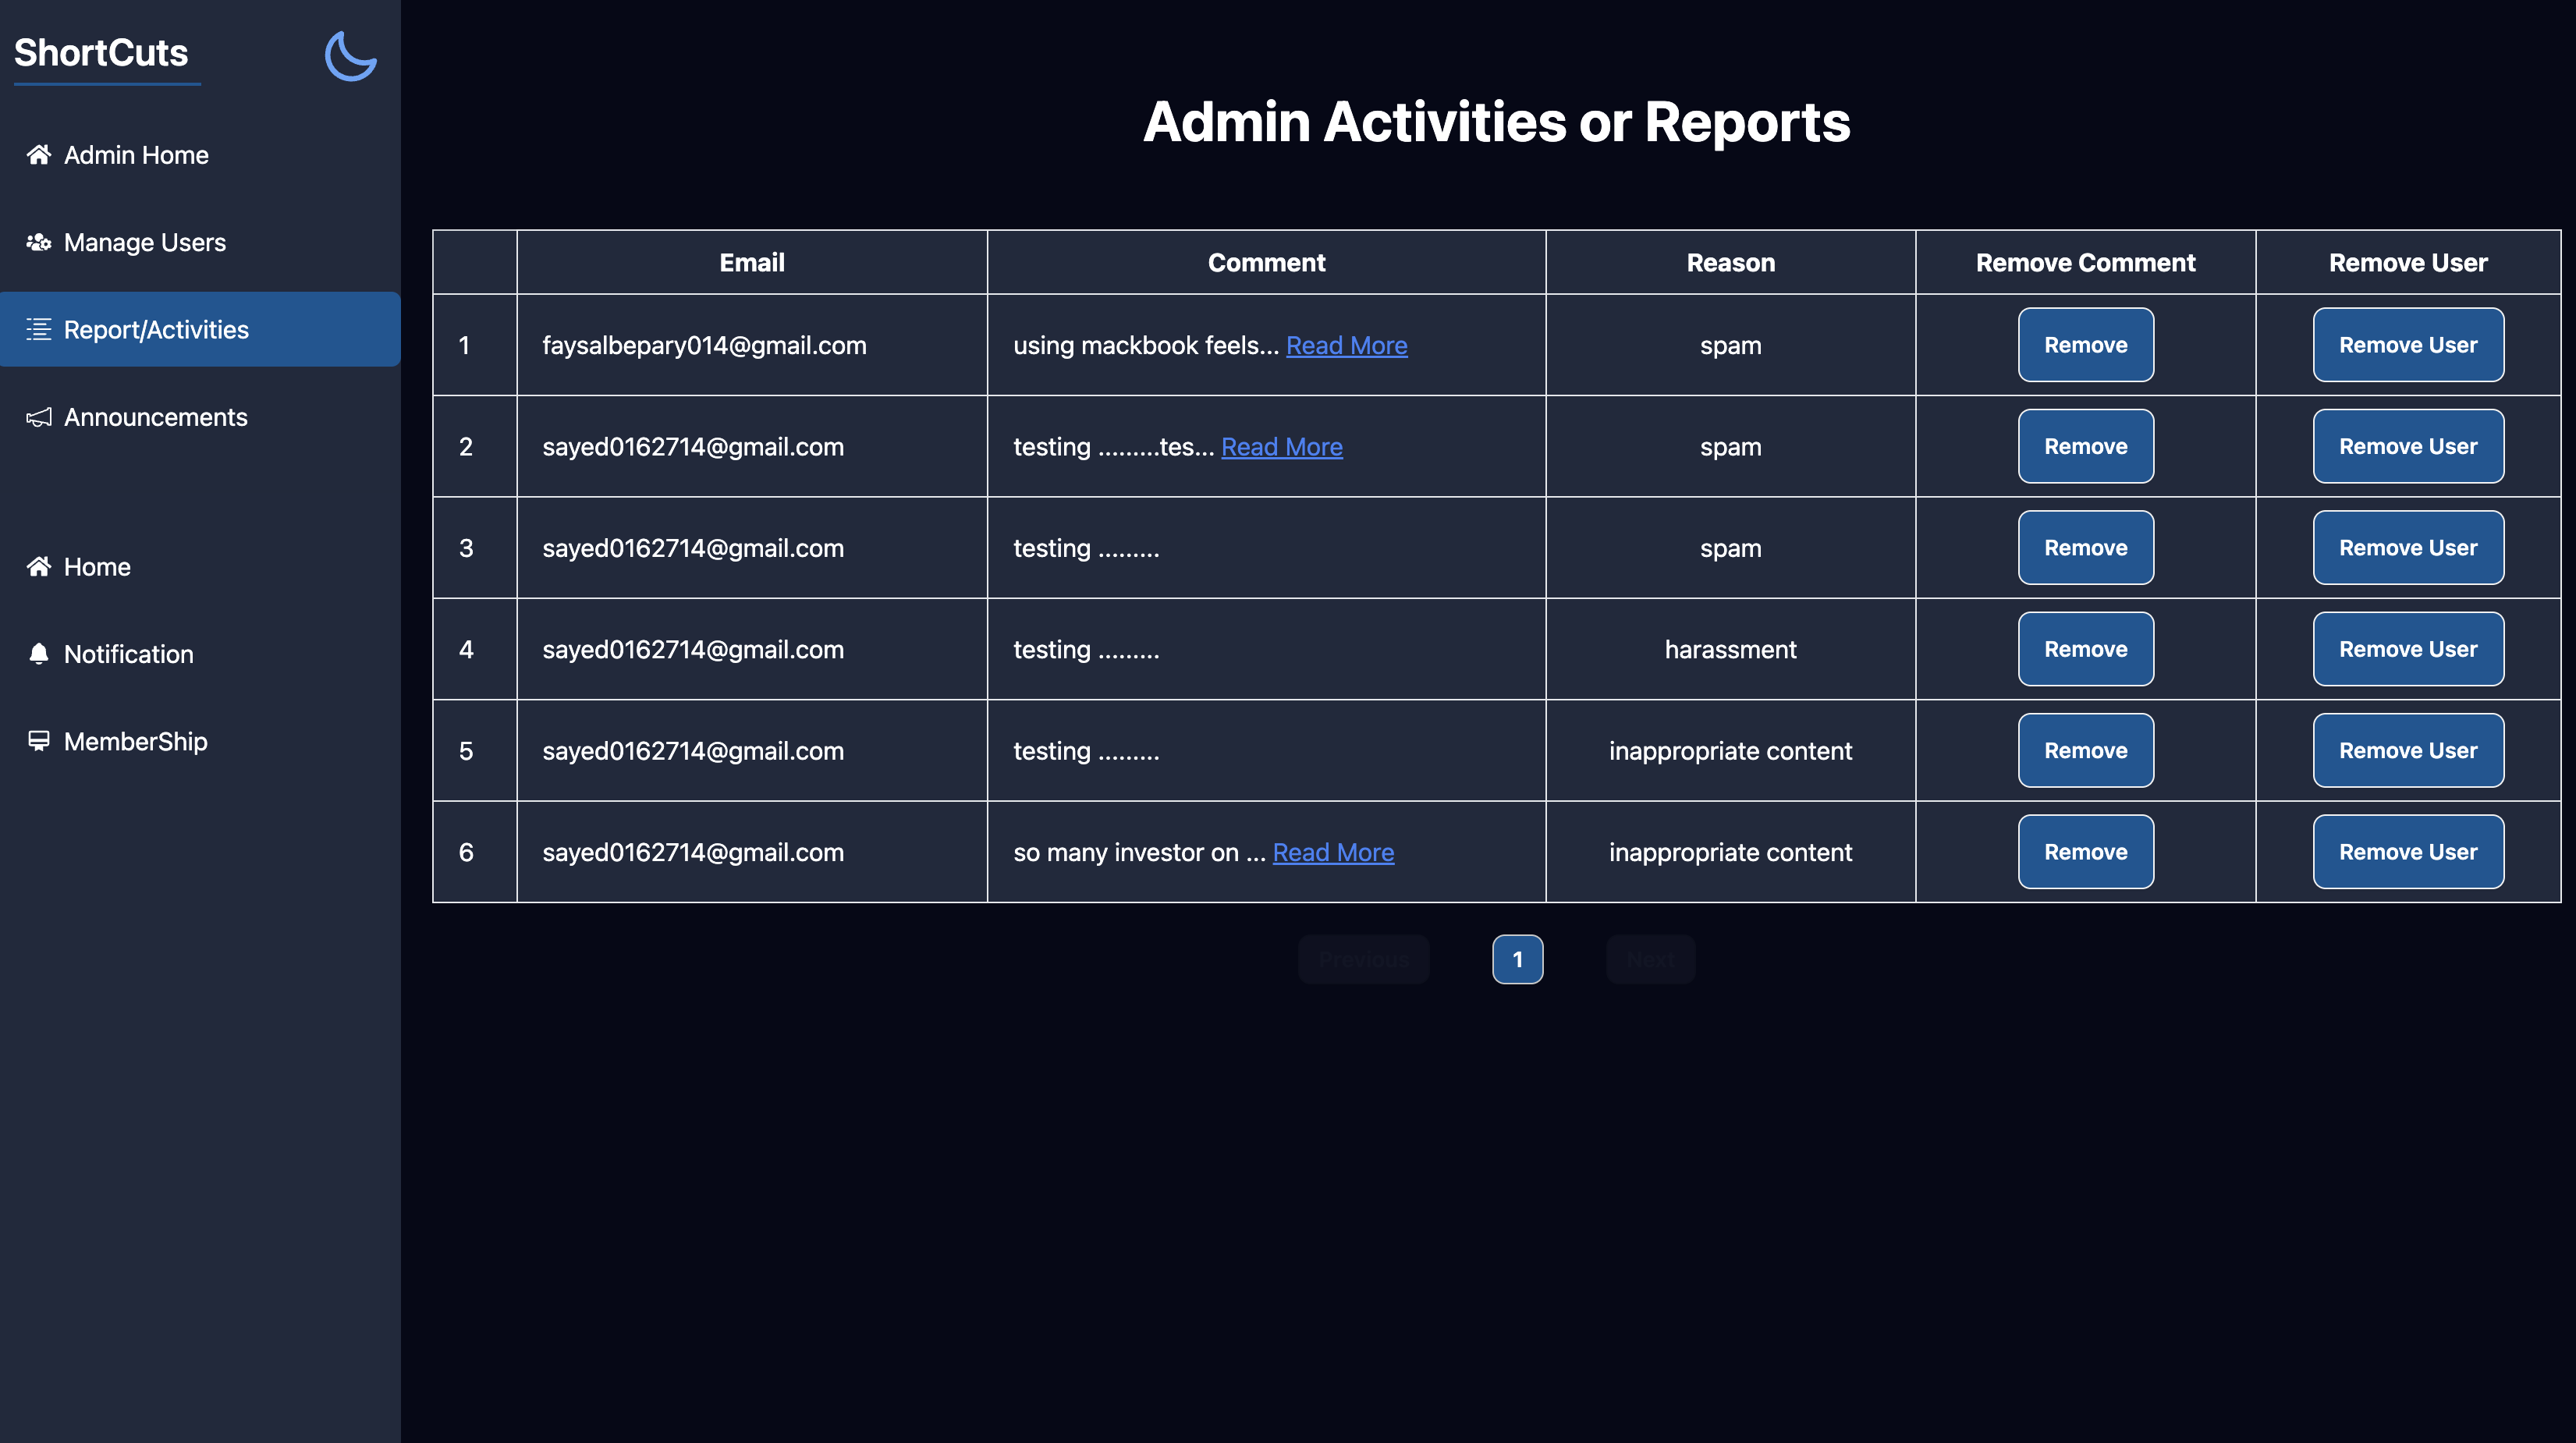 ShortCuts
Admin Home
Manage Users
Report/Activities
Announcements
Home
Notification
MemberShip
Admin Activities or Reports
Email Comment Reason Remove Comment Remove User
1 faysalbepary014@gmail.com using mackbook feels... Read More spam Remove Remove User
2 sayed0162714@gmail.com testing .........tes... Read More spam Remove Remove User
3 sayed0162714@gmail.com testing ......... spam Remove Remove User
4 sayed0162714@gmail.com testing ......... harassment Remove Remove User
5 sayed0162714@gmail.com testing ......... inappropriate content Remove Remove User
6 sayed0162714@gmail.com so many investor on ... Read More inappropriate content Remove Remove User
Previous 1 Next